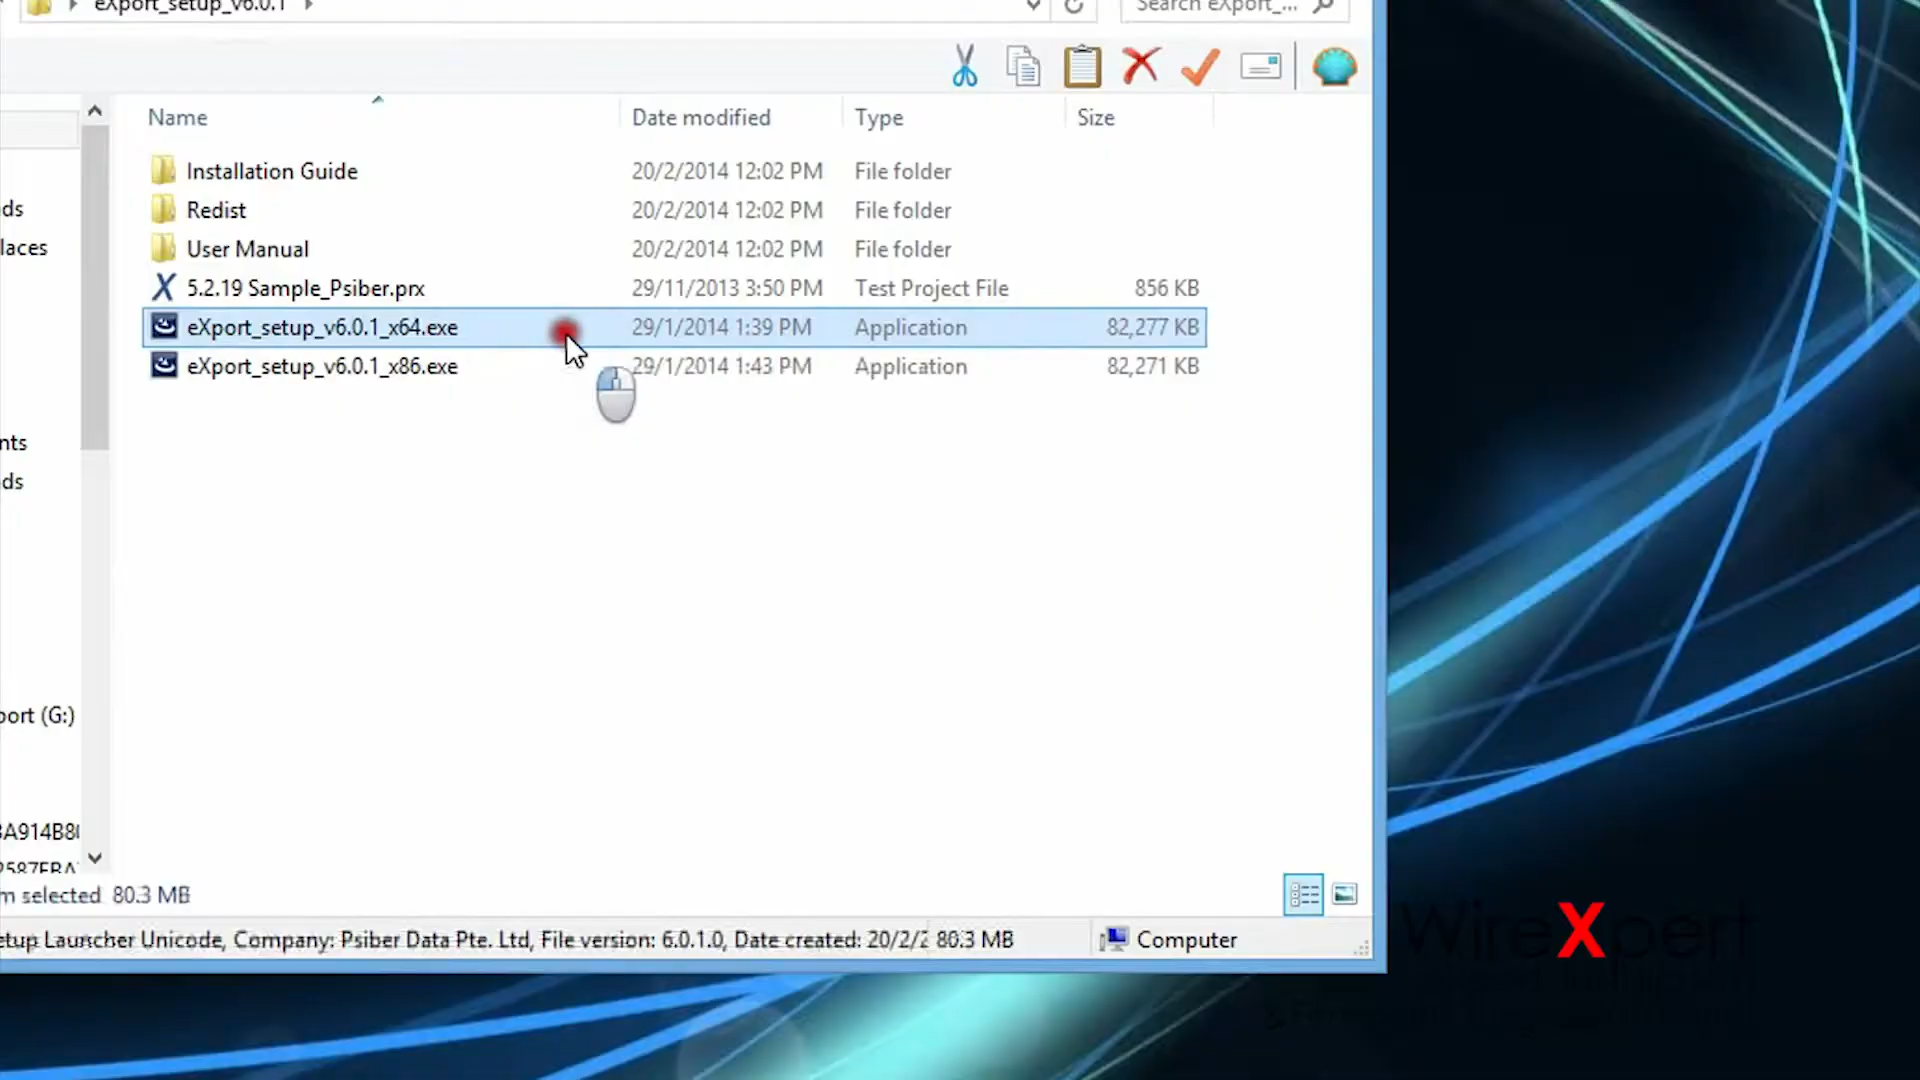 eXport_setup_v6.0.1
Search eXport_...
Name Date modified Type Size
Installation Guide 20/2/2014 12:02 PM File folder
Redist 20/2/2014 12:02 PM File folder
User Manual 20/2/2014 12:02 PM File folder
5.2.19 Sample_Psiber.prx 29/11/2013 3:50 PM Test Project File 856 KB
eXport_setup_v6.0.1_x64.exe 29/1/2014 1:39 PM Application 82,277 KB
eXport_setup_v6.0.1_x86.exe 29/1/2014 1:43 PM Application 82,271 KB
ds
laces
nts
ds
port (G:)
3A914B8
m selected 80.3 MB
etup Launcher Unicode, Company: Psiber Data Pte. Ltd, File version: 6.0.1.0, Date created: 20/2/2 80.3 MB Computer
WireXpert